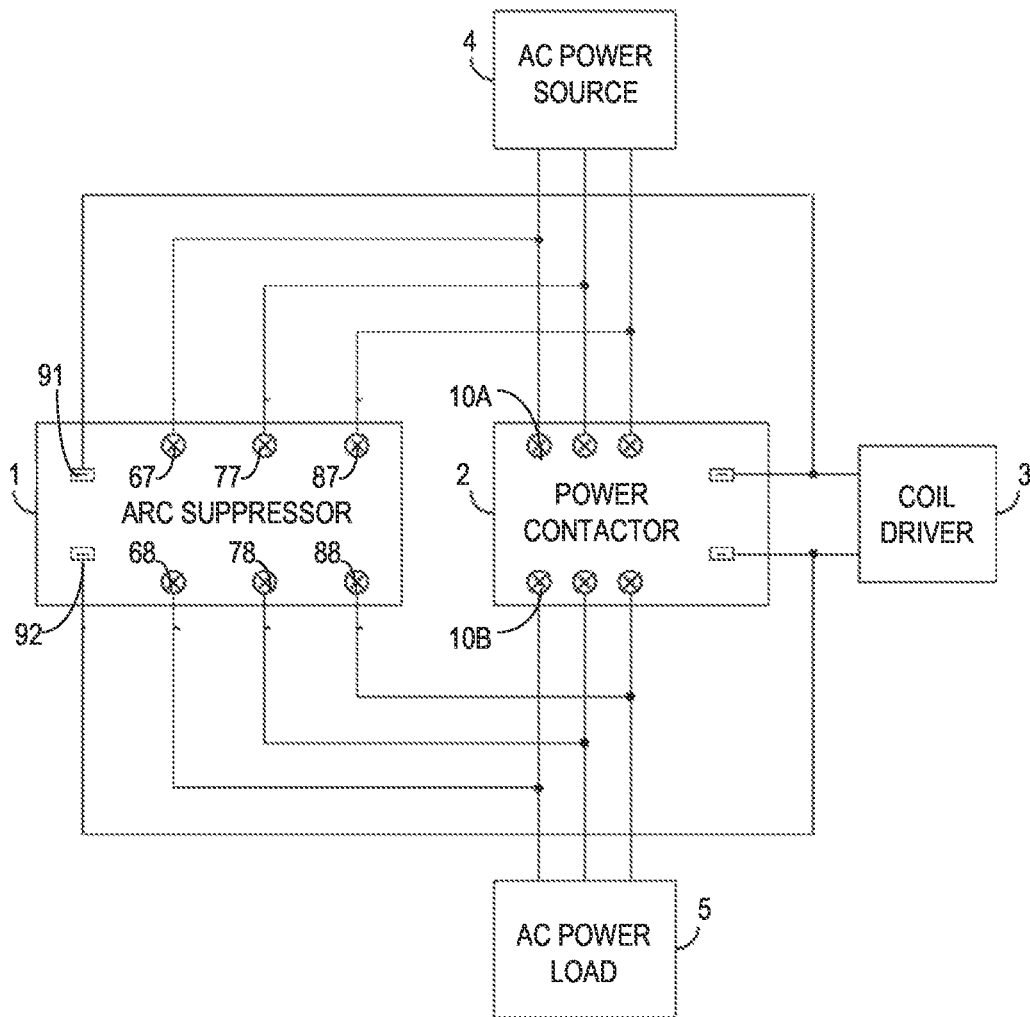 4
AC POWER
SOURCE
91
10A
1
67
77
87
2
3
ARC SUPPRESSOR
POWER
CONTACTOR
COIL
DRIVER
68
78
88
92
10B
5
AC POWER
LOAD